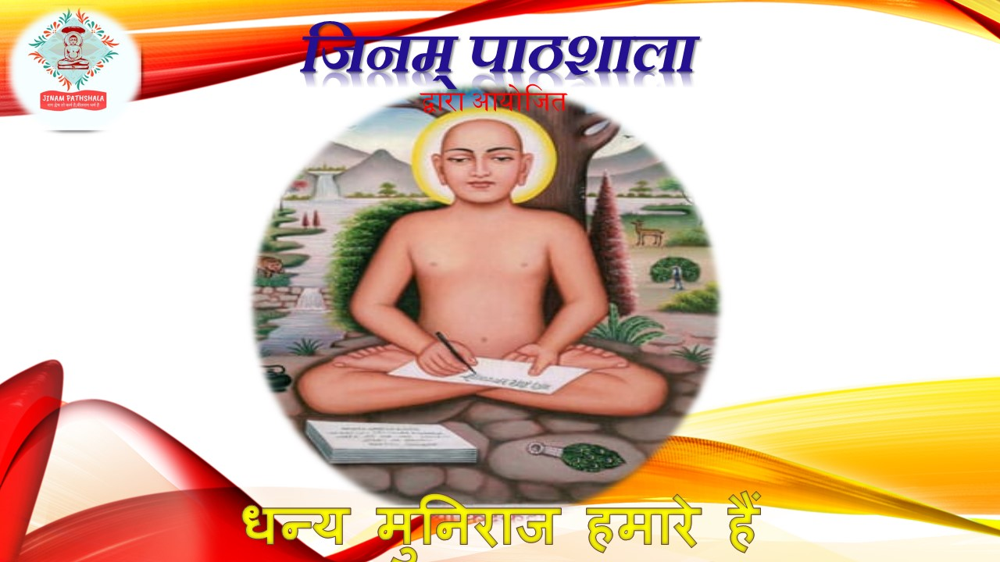 जिनम् पाठशाला
द्वारा आयोजित
JINAM PATHSHALA
धन्य मुनिराज हमारे हैं